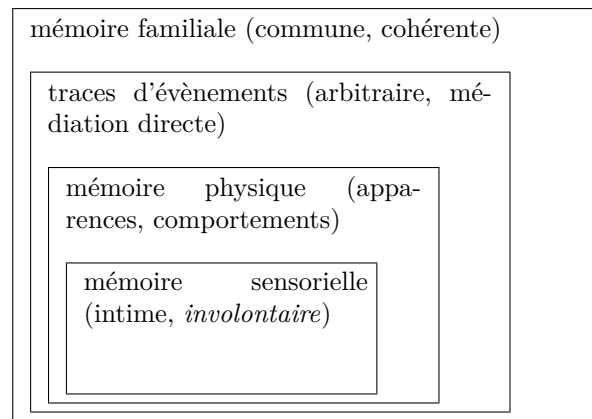 mémoire familiale (commune, cohérente)
traces d'évènements (arbitraire, mé-
diation directe)
mémoire physique (appa-
rences, comportements)
mémoire sensorielle
(intime, involontaire)